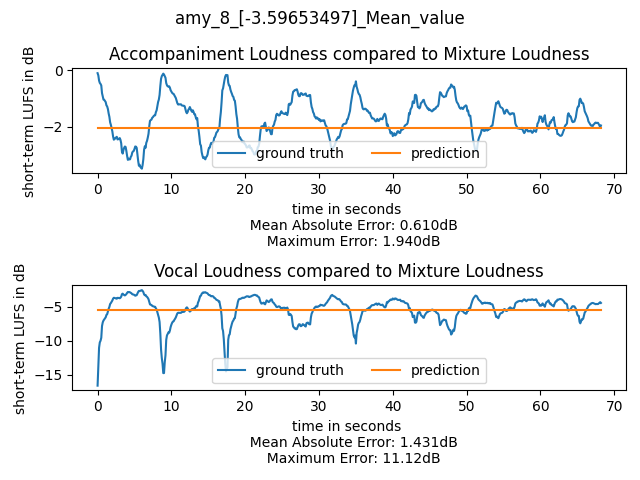 amy_8_[-3.59653497]_Mean_value
Accompaniment Loudness compared to Mixture Loudness
short-term LUFS in dB
0
−2
ground truth
prediction
0 10 20 30 40 50 60 70
time in seconds
Mean Absolute Error: 0.610dB
Maximum Error: 1.940dB
Vocal Loudness compared to Mixture Loudness
short-term LUFS in dB
−5
−10
−15
ground truth
prediction
0 10 20 30 40 50 60 70
time in seconds
Mean Absolute Error: 1.431dB
Maximum Error: 11.12dB